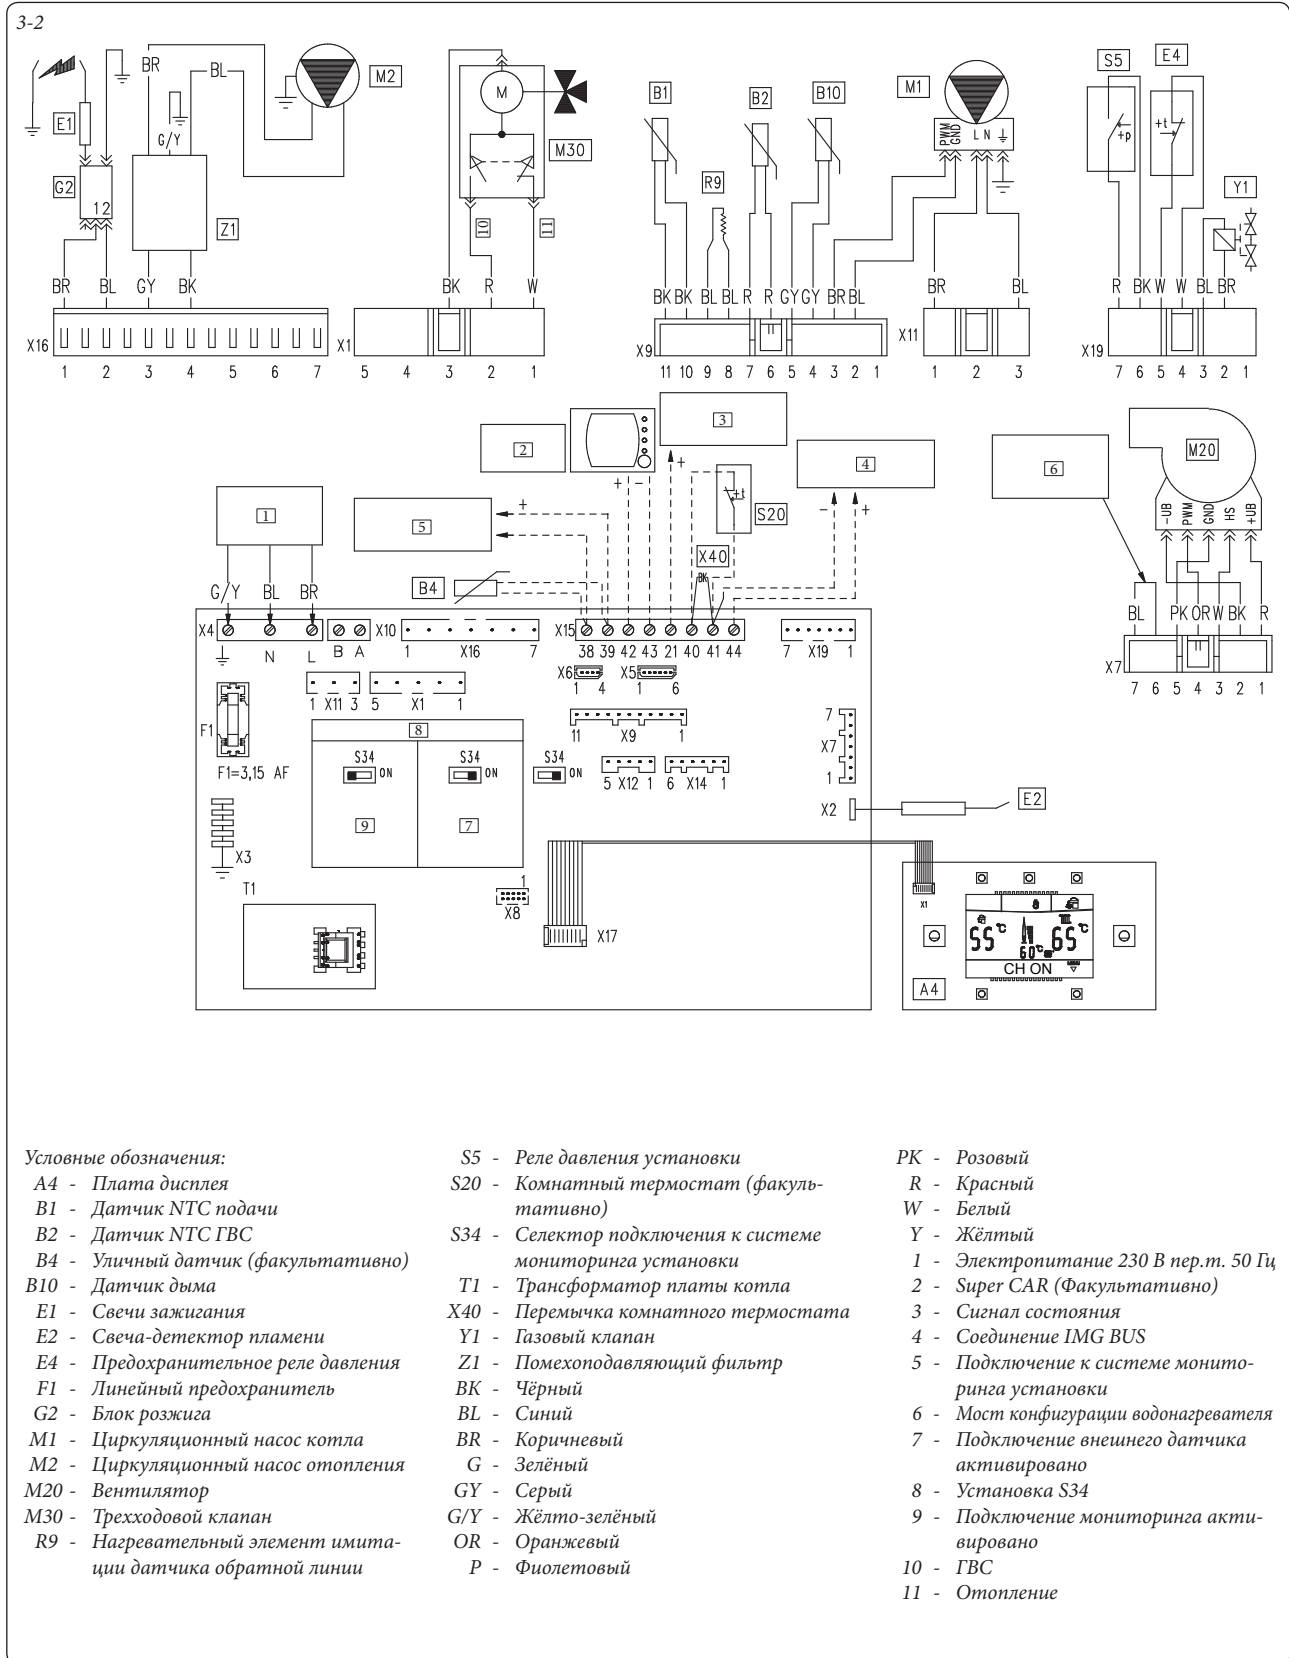 3-2
BR
BL
M2
E1
G/Y
G2
1 2
Z1
BR BL GY BK
X16
1 2 3 4 5 6 7
M
M30
10
11
BK R W
X1
5 4 3 2 1
B1
B2
B10
R9
M1
PWM
GND
L N
BK BK BL BL R R GY GY BR BL
X9
11 10 9 8 7 6 5 4 3 2 1
BR BL
X11
1 2 3
S5
E4
+p
+t
Y1
R BK W W BL BR
X19
7 6 5 4 3 2 1
1
2
3
4
5
6
+ -
+
- +
+
+t
S20
X40
BK
B4
M20
-UB
PWM
GND
HS
+UB
BL PK OR W BK R
X7
7 6 5 4 3 2 1
G/Y BL BR
X4
N L B A
X10
1 X16 7
X15
38 39 42 43 21 40 41 44
7 X19 1
X6
1 4
X5
1 6
1 X11 3
5 X1 1
11 X9 1
F1
F1=3,15 AF
8
S34
ON
S34
ON
S34
ON
9
7
5 X12 1
6 X14 1
7
X7
1
X2
E2
X3
T1
1
X8
X17
X1
55 °C
60 °C
65 °C
MENU
CH ON
A4
Условные обозначения:
A4 - Плата дисплея
B1 - Датчик NTC подачи
B2 - Датчик NTC ГВС
B4 - Уличный датчик (факультативно)
B10 - Датчик дыма
E1 - Свечи зажигания
E2 - Свеча-детектор пламени
E4 - Предохранительное реле давления
F1 - Линейный предохранитель
G2 - Блок розжига
M1 - Циркуляционный насос котла
M2 - Циркуляционный насос отопления
M20 - Вентилятор
M30 - Трехходовой клапан
R9 - Нагревательный элемент имита-
ции датчика обратной линии
S5 - Реле давления установки
S20 - Комнатный термостат (факуль-
тативно)
S34 - Селектор подключения к системе
мониторинга установки
T1 - Трансформатор платы котла
X40 - Перемычка комнатного термостата
Y1 - Газовый клапан
Z1 - Помехоподавляющий фильтр
BK - Чёрный
BL - Синий
BR - Коричневый
G - Зелёный
GY - Серый
G/Y - Жёлто-зелёный
OR - Оранжевый
P - Фиолетовый
PK - Розовый
R - Красный
W - Белый
Y - Жёлтый
1 - Электропитание 230 В пер.т. 50 Гц
2 - Super CAR (Факультативно)
3 - Сигнал состояния
4 - Соединение IMG BUS
5 - Подключение к системе монито-
ринга установки
6 - Мост конфигурации водонагревателя
7 - Подключение внешнего датчика
активировано
8 - Установка S34
9 - Подключение мониторинга акти-
вировано
10 - ГВС
11 - Отопление